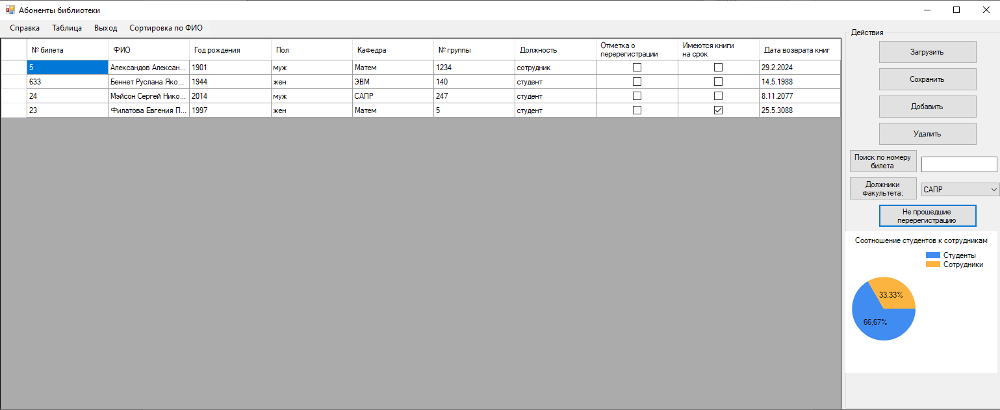 Абоненты библиотеки
Справка Таблица Выход Сортировка по ФИО
№ билета ФИО Год рождения Пол Кафедра № группы Должность Отметка о перерегистрации Имеются книги на срок Дата возврата книг
5 Александов Алексан... 1901 муж Матем 1234 сотрудник 29.2.2024
633 Беннет Руслана Яко... 1944 жен ЭВМ 140 студент 14.5.1988
24 Мэйсон Сергей Нико... 2014 муж САПР 247 студент 8.11.2077
23 Филатова Евгения П... 1997 жен Матем 5 студент 25.5.3088
Действия
Загрузить
Сохранить
Добавить
Удалить
Поиск по номеру
билета
Должники
факультета;
САПР
Не прошедшие
перерегистрацию
Соотношение студентов к сотрудникам
Студенты
Сотрудники
33,33%
66,67%